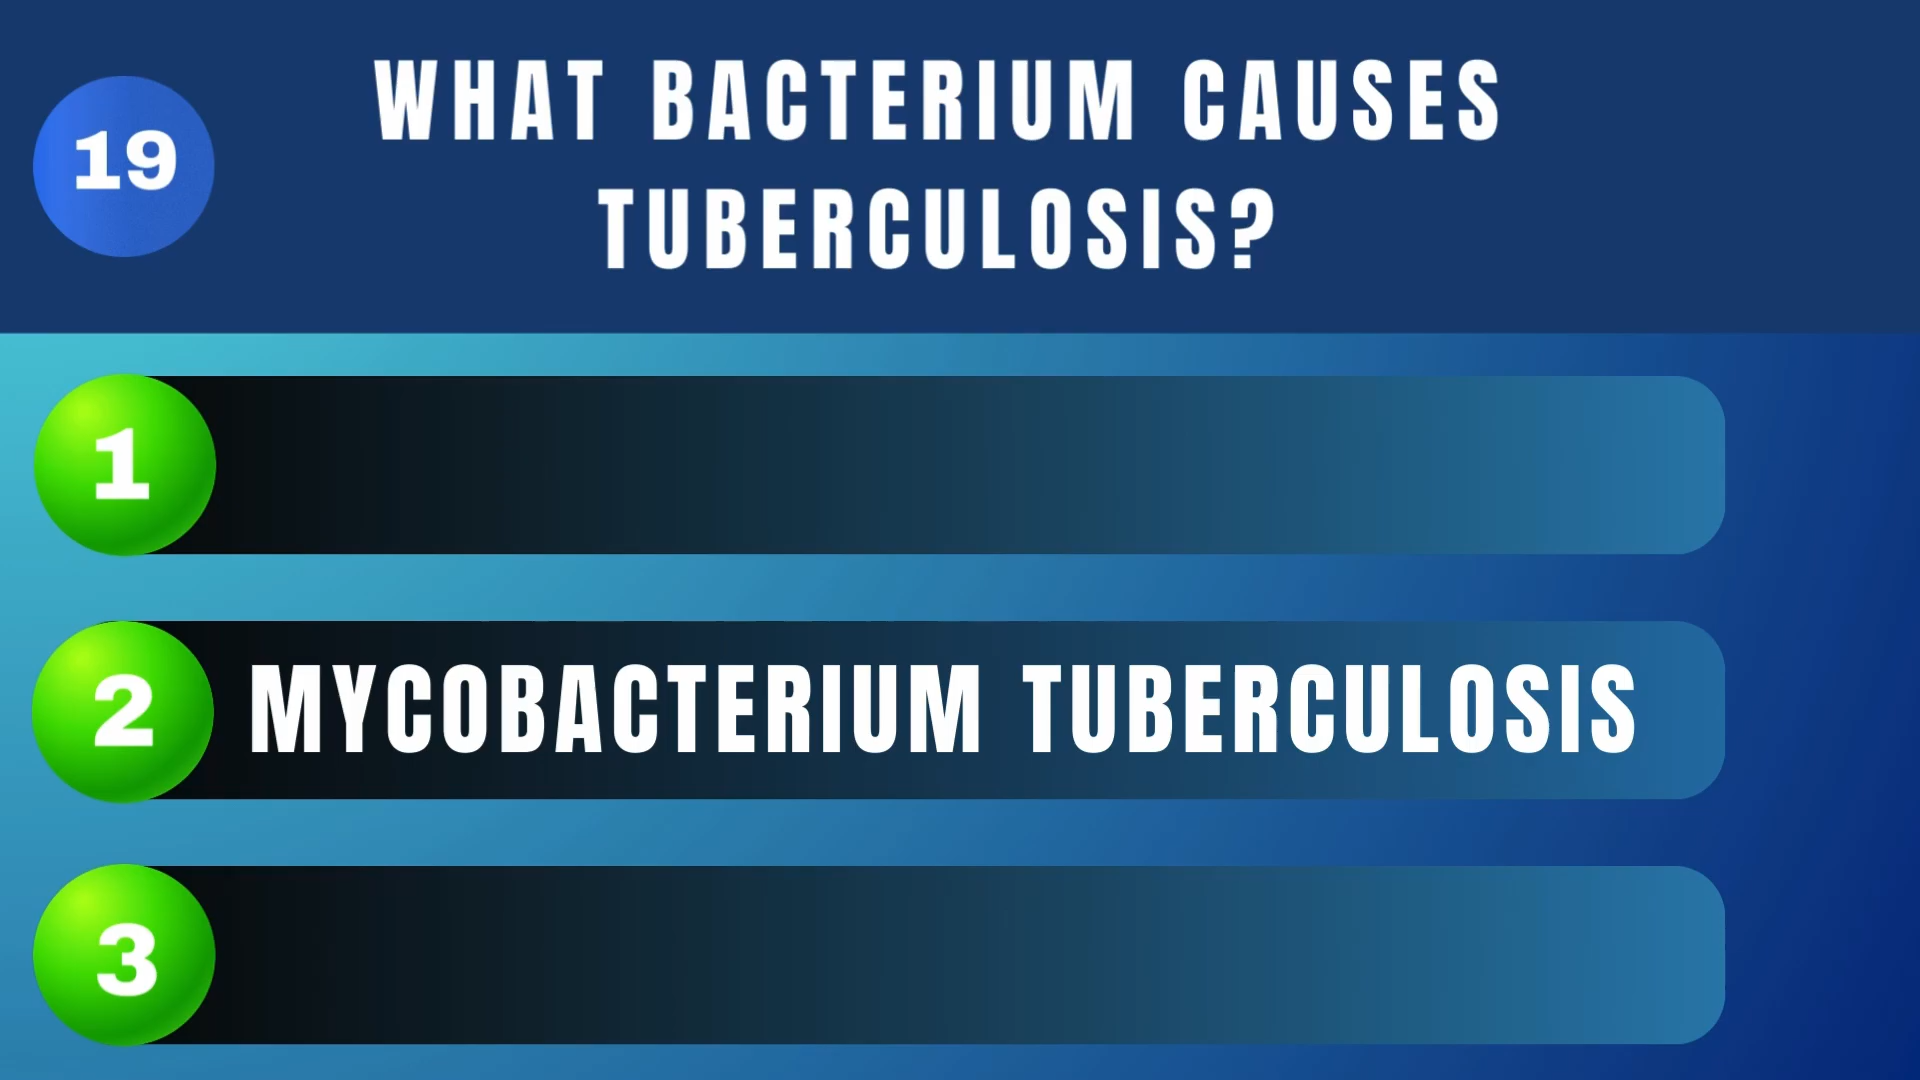 19
WHAT BACTERIUM CAUSES
TUBERCULOSIS?
1
2
MYCOBACTERIUM TUBERCULOSIS
3